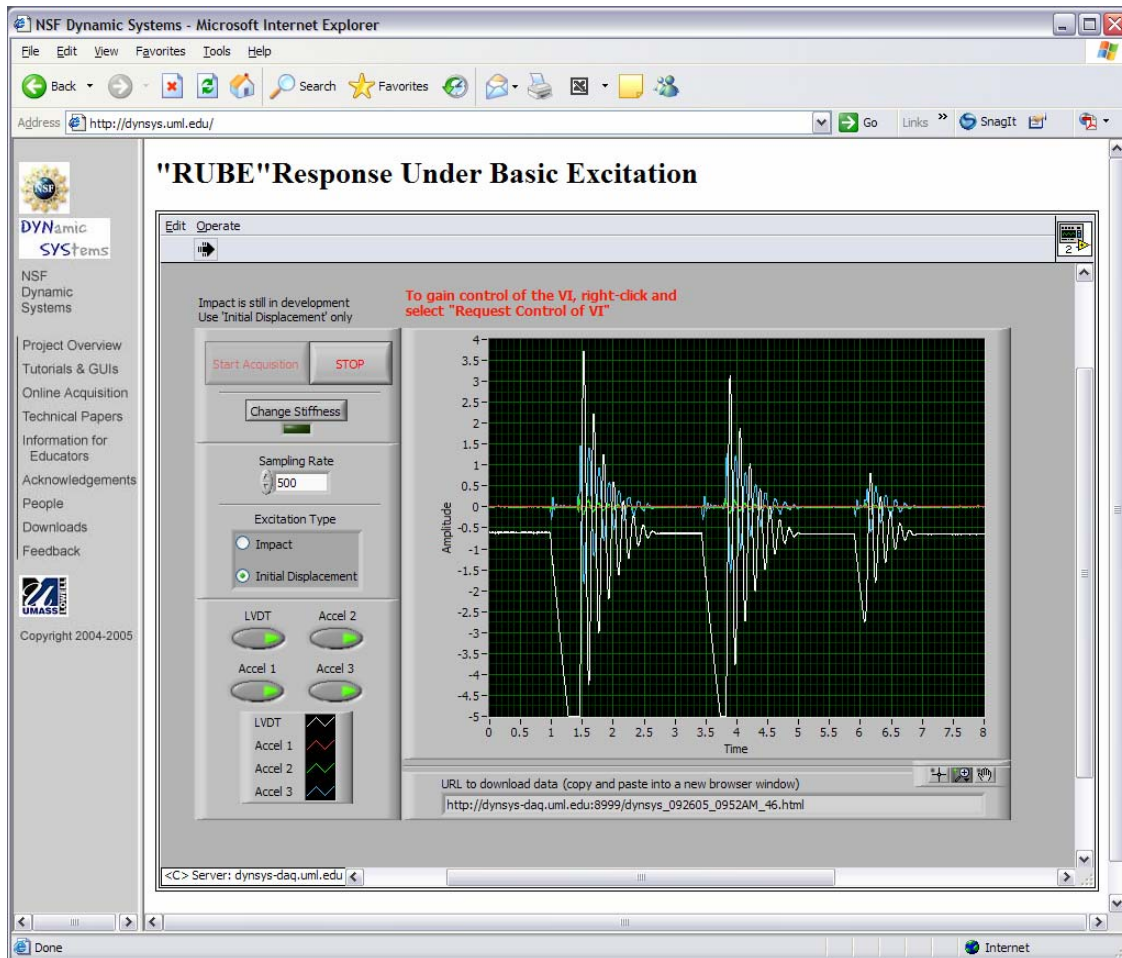 NSF Dynamic Systems - Microsoft Internet Explorer
File Edit View Favorites Tools Help
Back Search Favorites
Address http://dynsys.uml.edu/ Go Links » SnagIt
"RUBE"Response Under Basic Excitation
NSF
DYNamic
SYStems
NSF
Dynamic
Systems
Project Overview
Tutorials & GUIs
Online Acquisition
Technical Papers
Information for
Educators
Acknowledgements
People
Downloads
Feedback
UMASS LOWELL
Copyright 2004-2005
Edit Operate
2
Impact is still in development
Use 'Initial Displacement' only
To gain control of the VI, right-click and
select "Request Control of VI"
Start Acquisition STOP
Change Stiffness
Sampling Rate
500
Excitation Type
Impact
Initial Displacement
LVDT Accel 2
Accel 1 Accel 3
LVDT
Accel 1
Accel 2
Accel 3
Amplitude
4
3.5
3
2.5
2
1.5
1
0.5
0
-0.5
-1
-1.5
-2
-2.5
-3
-3.5
-4
-4.5
-5
0 0.5 1 1.5 2 2.5 3 3.5 4 4.5 5 5.5 6 6.5 7 7.5 8
Time
URL to download data (copy and paste into a new browser window)
http://dynsys-daq.uml.edu:8999/dynsys_092605_0952AM_46.html
<C> Server: dynsys-daq.uml.edu
Done Internet